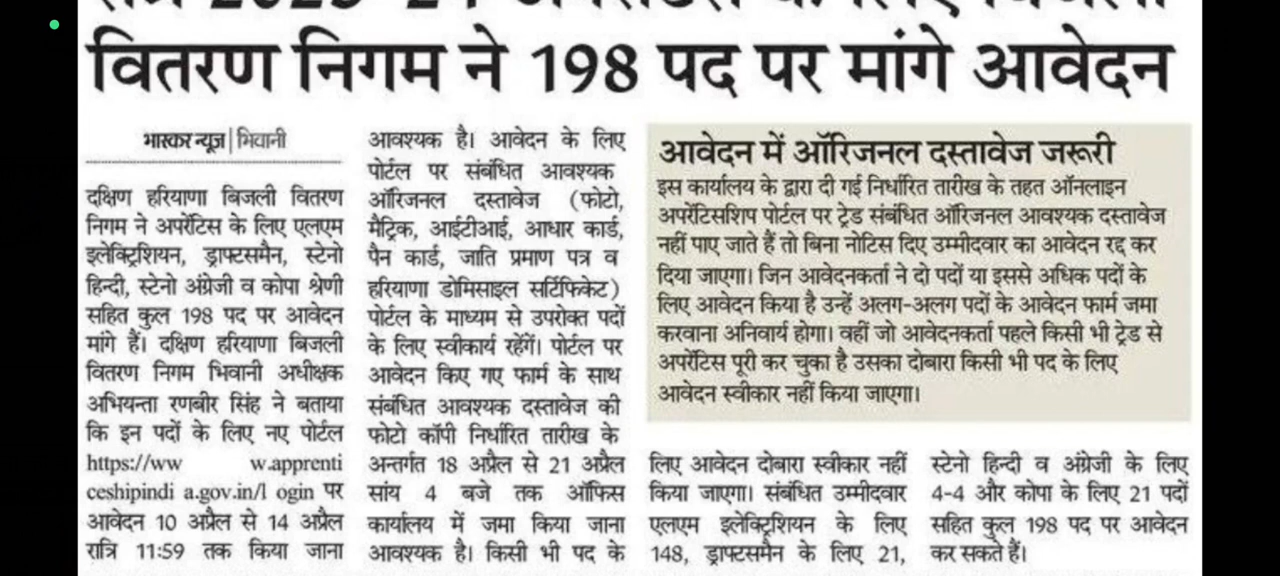 सत्र 2023-24 अपरेंटिस के लिए बिजली
वितरण निगम ने 198 पद पर मांगे आवेदन
भास्कर न्यूज | भिवानी
दक्षिण हरियाणा बिजली वितरण
निगम ने अपरेंटिस के लिए एलएम
इलेक्ट्रिशियन, ड्राफ्टसमैन, स्टेनो
हिन्दी, स्टेनो अंग्रेजी व कोपा श्रेणी
सहित कुल 198 पद पर आवेदन
मांगे हैं। दक्षिण हरियाणा बिजली
वितरण निगम भिवानी अधीक्षक
अभियन्ता रणबीर सिंह ने बताया
कि इन पदों के लिए नए पोर्टल
https://ww w.apprenti
ceshipindi a.gov.in/l ogin पर
आवेदन 10 अप्रैल से 14 अप्रैल
रात्रि 11:59 तक किया जाना
आवश्यक है। आवेदन के लिए
पोर्टल पर संबंधित आवश्यक
ऑरिजनल दस्तावेज (फोटो,
मैट्रिक, आईटीआई, आधार कार्ड,
पैन कार्ड, जाति प्रमाण पत्र व
हरियाणा डोमिसाइल सर्टिफिकेट)
पोर्टल के माध्यम से उपरोक्त पदों
के लिए स्वीकार्य रहेंगें। पोर्टल पर
आवेदन किए गए फार्म के साथ
संबंधित आवश्यक दस्तावेज की
फोटो कॉपी निर्धारित तारीख के
अन्तर्गत 18 अप्रैल से 21 अप्रैल
सांय 4 बजे तक ऑफिस
कार्यालय में जमा किया जाना
आवश्यक है। किसी भी पद के
आवेदन में ऑरिजनल दस्तावेज जरूरी
इस कार्यालय के द्वारा दी गई निर्धारित तारीख के तहत ऑनलाइन
अपरेंटिसशिप पोर्टल पर ट्रेड संबंधित ऑरिजनल आवश्यक दस्तावेज
नहीं पाए जाते हैं तो बिना नोटिस दिए उम्मीदवार का आवेदन रद्द कर
दिया जाएगा। जिन आवेदनकर्ता ने दो पदों या इससे अधिक पदों के
लिए आवेदन किया है उन्हें अलग-अलग पदों के आवेदन फार्म जमा
करवाना अनिवार्य होगा। वहीं जो आवेदनकर्ता पहले किसी भी ट्रेड से
अपरेंटिस पूरी कर चुका है उसका दोबारा किसी भी पद के लिए
आवेदन स्वीकार नहीं किया जाएगा।
लिए आवेदन दोबारा स्वीकार नहीं
किया जाएगा। संबंधित उम्मीदवार
एलएम इलेक्ट्रिशियन के लिए
148, ड्राफ्टसमैन के लिए 21,
स्टेनो हिन्दी व अंग्रेजी के लिए
4-4 और कोपा के लिए 21 पदों
सहित कुल 198 पद पर आवेदन
कर सकते हैं।